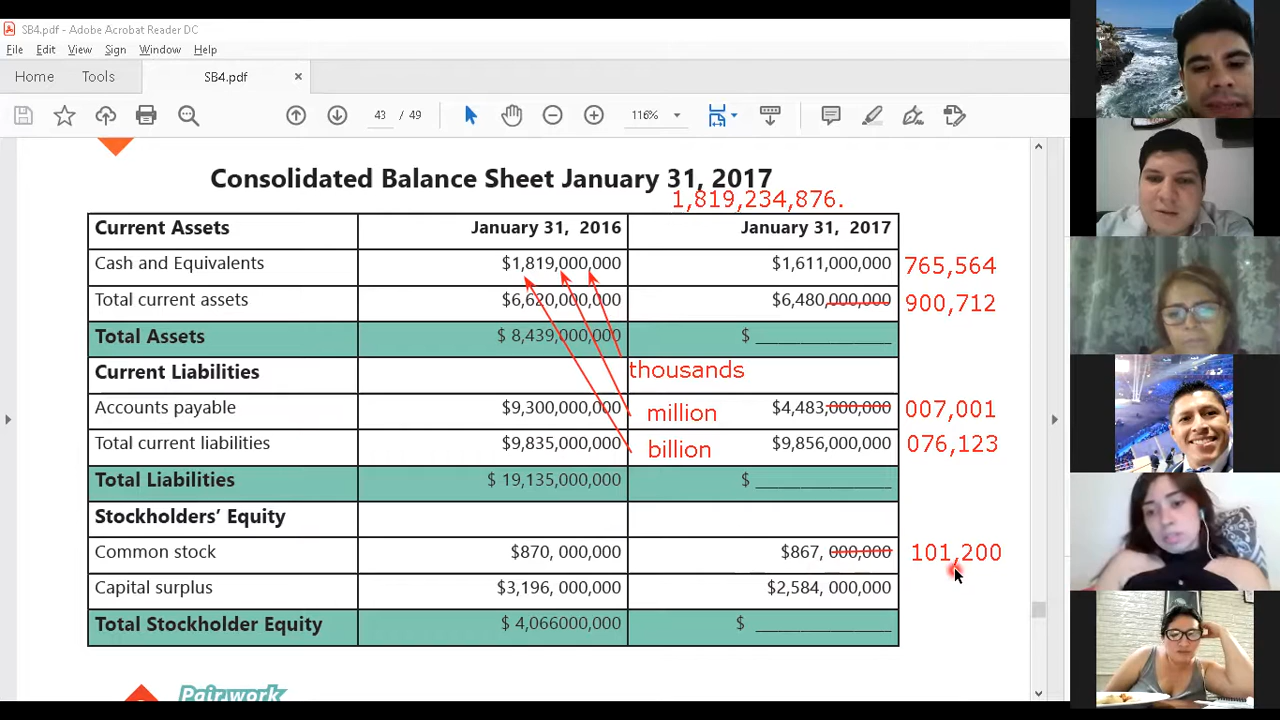 SB4.pdf - Adobe Acrobat Reader DC
File Edit View Sign Window Help
Home Tools SB4.pdf ×
43 / 49 116%
Consolidated Balance Sheet January 31, 2017
1,819,234,876.
Current Assets January 31, 2016 January 31, 2017
Cash and Equivalents $1,819,000,000 $1,611,000,000 765,564
Total current assets $6,620,000,000 $6,480,000,000 900,712
Total Assets $ 8,439,000,000 $ _______________
Current Liabilities thousands
Accounts payable $9,300,000,000 million $4,483,000,000 007,001
Total current liabilities $9,835,000,000 billion $9,856,000,000 076,123
Total Liabilities $ 19,135,000,000 $ _______________
Stockholders' Equity
Common stock $870, 000,000 $867, 000,000 101,200
Capital surplus $3,196, 000,000 $2,584, 000,000
Total Stockholder Equity $ 4,066000,000 $ _______________
Pair work